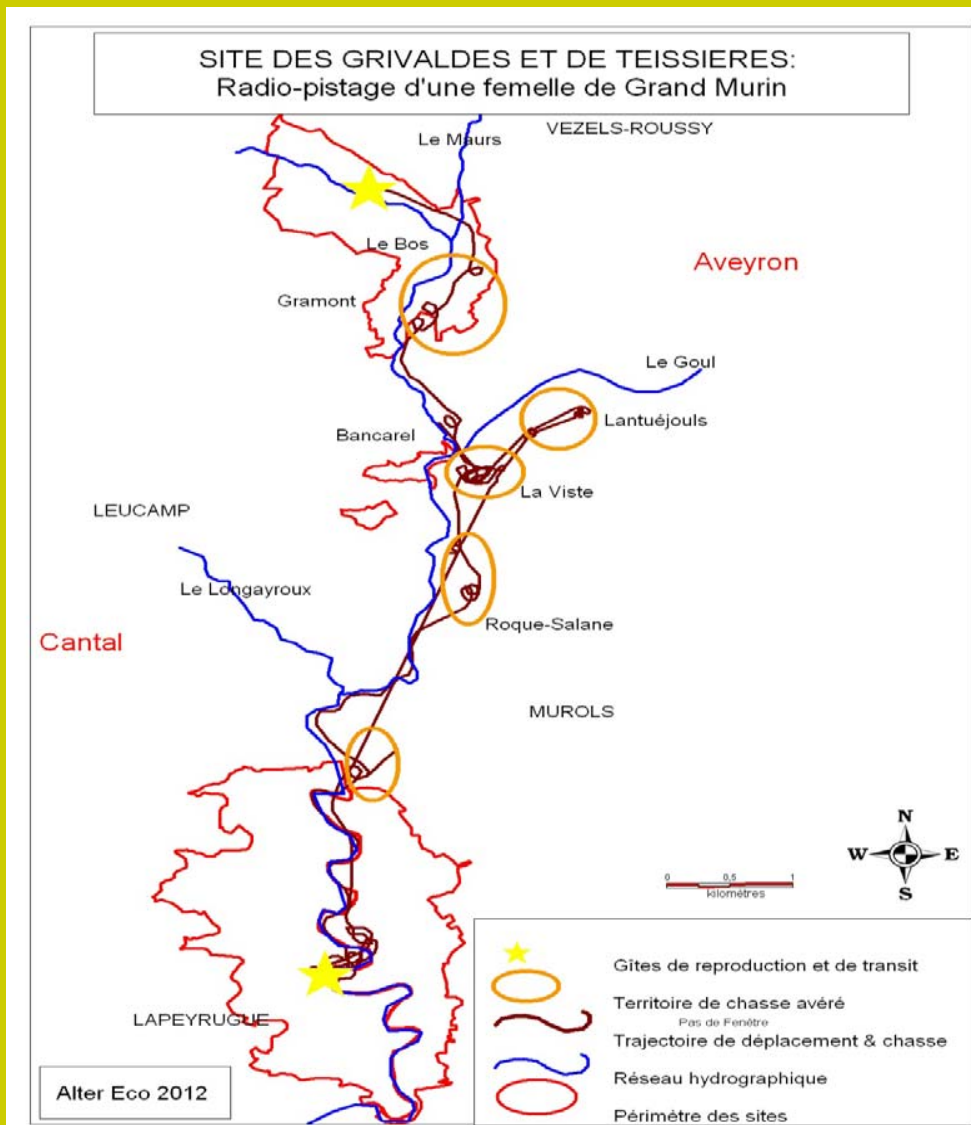 SITE DES GRIVALDES ET DE TEISSIERES:
Radio-pistage d'une femelle de Grand Murin
VEZELS-ROUSSY
Le Maurs
Le Bos
Aveyron
Gramont
Le Goul
Lantuéjouls
Bancarel
La Viste
LEUCAMP
Le Longayroux
Roque-Salane
Cantal
MUROLS
N
W E
S
0 0,5 1
kilomètres
Gîtes de reproduction et de transit
Territoire de chasse avéré
LAPEYRUGUE
Pas de Fenêtre
Trajectoire de déplacement & chasse
Réseau hydrographique
Alter Eco 2012
Périmètre des sites